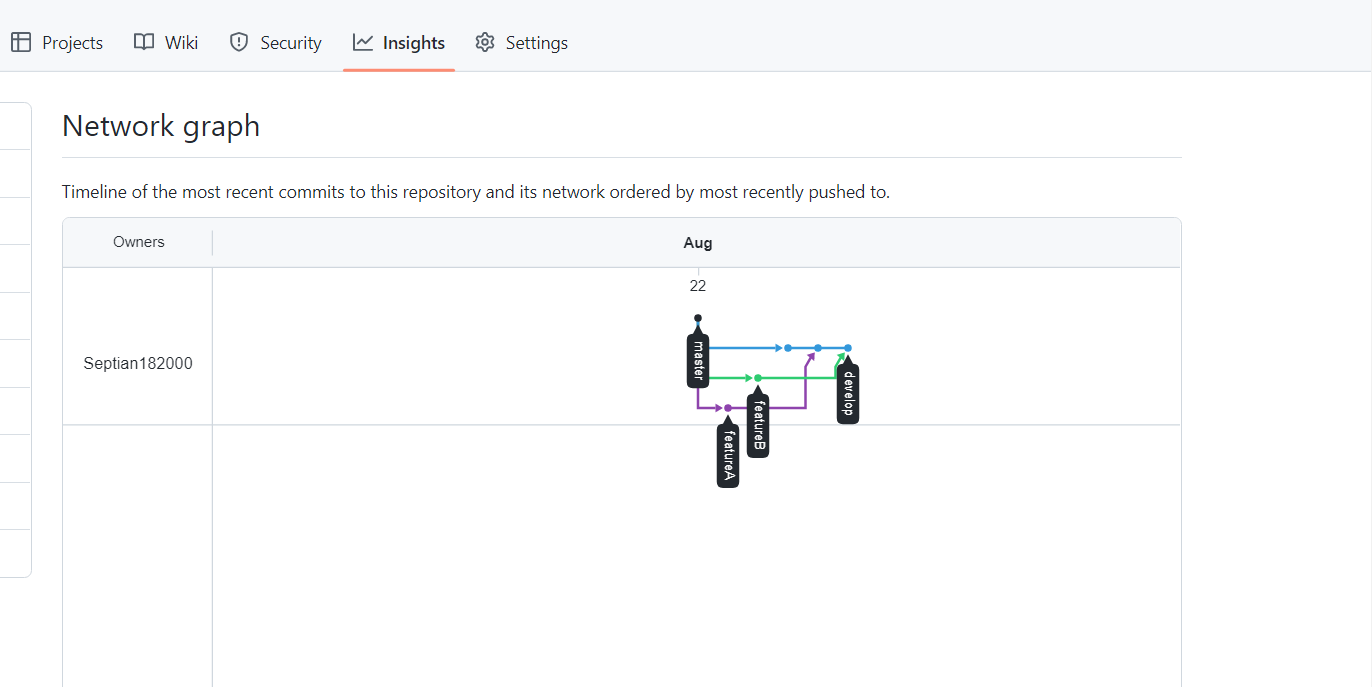 Projects Wiki Security Insights Settings
Network graph
Timeline of the most recent commits to this repository and its network ordered by most recently pushed to.
Owners Aug
22
Septian182000
master
develop
featureB
featureA